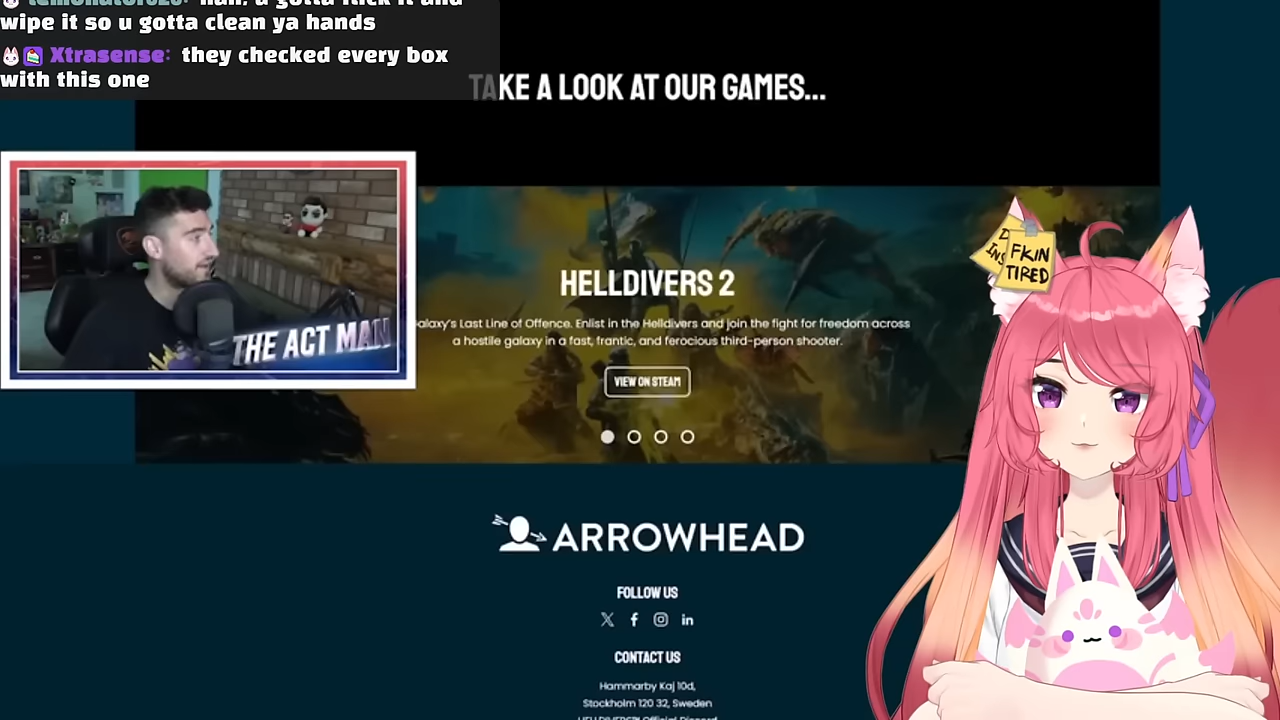 wipe it so u gotta clean ya hands
Xtrasense: they checked every box
with this one
TAKE A LOOK AT OUR GAMES...
THE ACT MAN
HELLDIVERS 2
Galaxy's Last Line of Offence. Enlist in the Helldivers and join the fight for freedom across
a hostile galaxy in a fast, frantic, and ferocious third-person shooter.
VIEW ON STEAM
FKIN
TIRED
ARROWHEAD
FOLLOW US
CONTACT US
Hammarby Kaj 10d,
Stockholm 120 32, Sweden